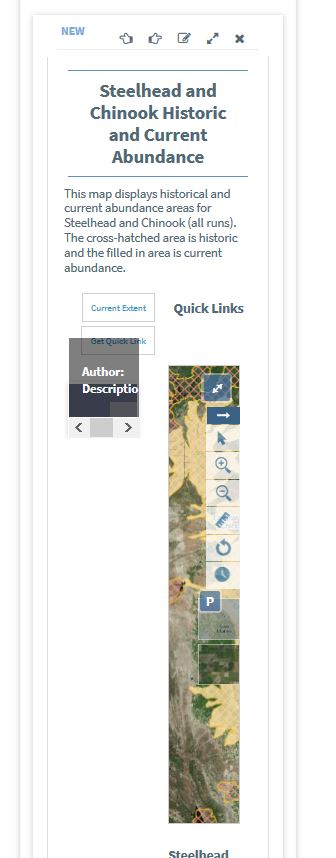 NEW
Steelhead and
Chinook Historic
and Current
Abundance
This map displays historical and
current abundance areas for
Steelhead and Chinook (all runs).
The cross-hatched area is historic
and the filled in area is current
abundance.
Current Extent
Quick Links
Get Quick Link
Author:
Descriptio
P
Steelhead